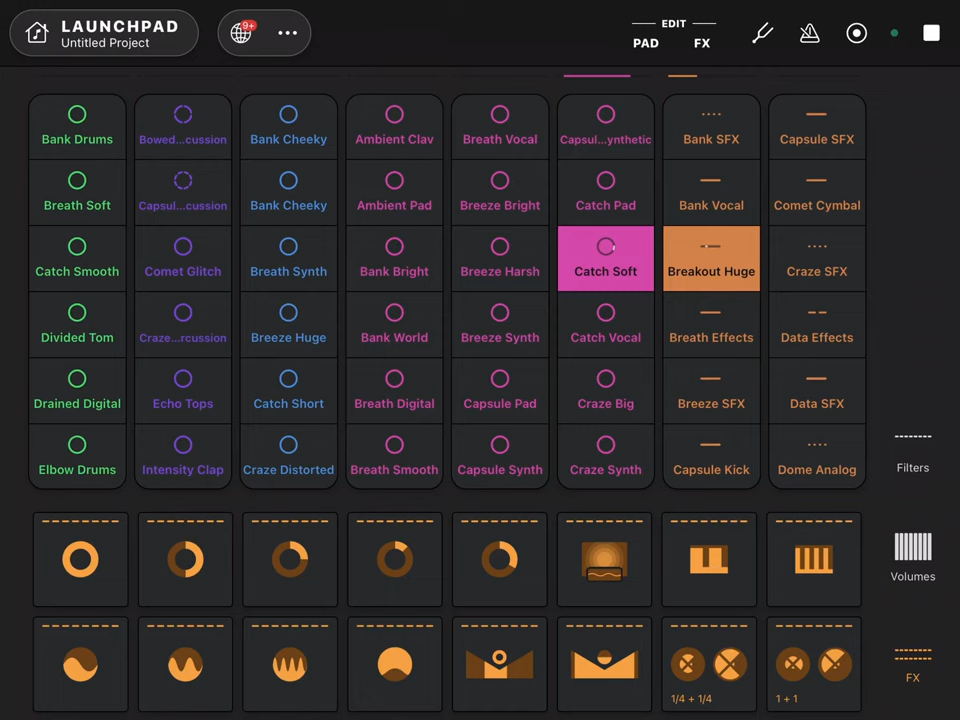 LAUNCHPAD
Untitled Project
9+
EDIT
PAD
FX
Bank Drums
Bowed...cussion
Bank Cheeky
Ambient Clav
Breath Vocal
Capsul...ynthetic
Bank SFX
Capsule SFX
Breath Soft
Capsul...cussion
Bank Cheeky
Ambient Pad
Breeze Bright
Catch Pad
Bank Vocal
Comet Cymbal
Catch Smooth
Comet Glitch
Breath Synth
Bank Bright
Breeze Harsh
Catch Soft
Breakout Huge
Craze SFX
Divided Tom
Craze...rcussion
Breeze Huge
Bank World
Breeze Synth
Catch Vocal
Breath Effects
Data Effects
Drained Digital
Echo Tops
Catch Short
Breath Digital
Capsule Pad
Craze Big
Breeze SFX
Data SFX
Elbow Drums
Intensity Clap
Craze Distorted
Breath Smooth
Capsule Synth
Craze Synth
Capsule Kick
Dome Analog
Filters
Volumes
FX
1/4 + 1/4
1 + 1